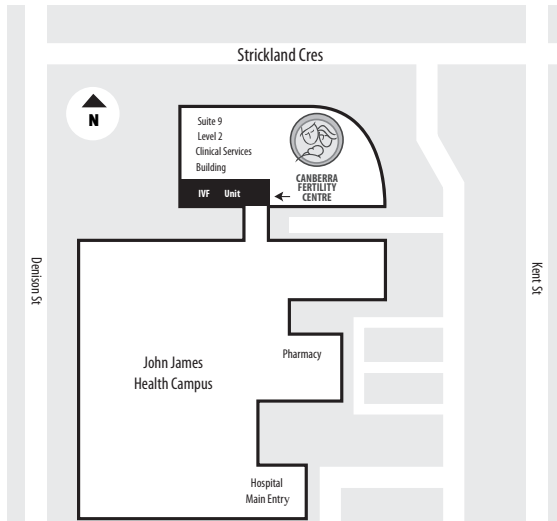 Strickland Cres
N
Suite 9
Level 2
Clinical Services
Building
IVF Unit
CANBERRA
FERTILITY
CENTRE
Denison St
Kent St
John James
Health Campus
Pharmacy
Hospital
Main Entry